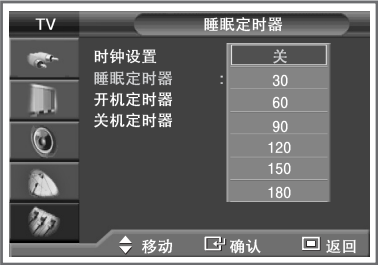 TV 睡眠定时器
时钟设置 关
睡眠定时器 : 30
开机定时器 60
关机定时器 90
120
150
180
移动 确认 返回